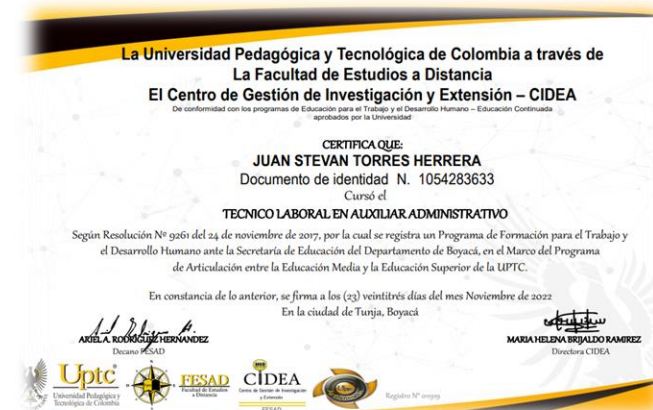 La Universidad Pedagógica y Tecnológica de Colombia a través de
La Facultad de Estudios a Distancia
El Centro de Gestión de Investigación y Extensión – CIDEA
De conformidad con los programas de Educación para el Trabajo y el Desarrollo Humano – Educación Continuada
aprobados por la Universidad
CERTIFICA QUE:
JUAN STEVAN TORRES HERRERA
Documento de identidad N. 1054283633
Cursó el
TECNICO LABORAL EN AUXILIAR ADMINISTRATIVO
Según Resolución Nº 9261 del 24 de noviembre de 2017, por la cual se registra un Programa de Formación para el Trabajo y
el Desarrollo Humano ante la Secretaría de Educación del Departamento de Boyacá, en el Marco del Programa
de Articulación entre la Educación Media y la Educación Superior de la UPTC.
En constancia de lo anterior, se firma a los (23) veintitrés días del mes Noviembre de 2022
En la ciudad de Tunja, Boyacá
ARIEL A. RODRÍGUEZ HERNANDEZ
Decano FESAD
MARIA HELENA BRIJALDO RAMIREZ
Directora CIDEA
Uptc
Universidad Pedagógica y
Tecnológica de Colombia
FESAD
Facultad de Estudios
a Distancia
CIDEA
Centro de Gestión de Investigación
y Extensión
FESAD
Registro Nº